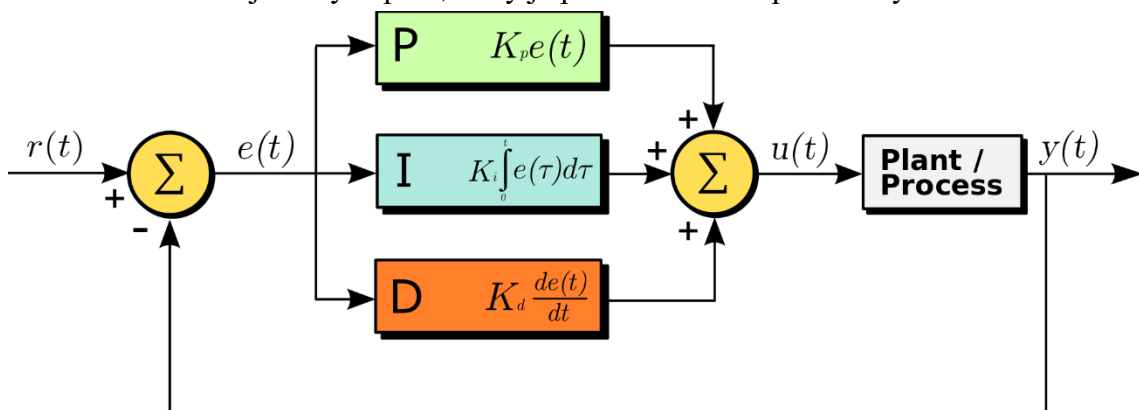 P K_p e(t)
r(t) Σ e(t) I K_i ∫_0^t e(τ)dτ Σ u(t) Plant / Process y(t)
+ -
+ + +
D K_d de(t)/dt